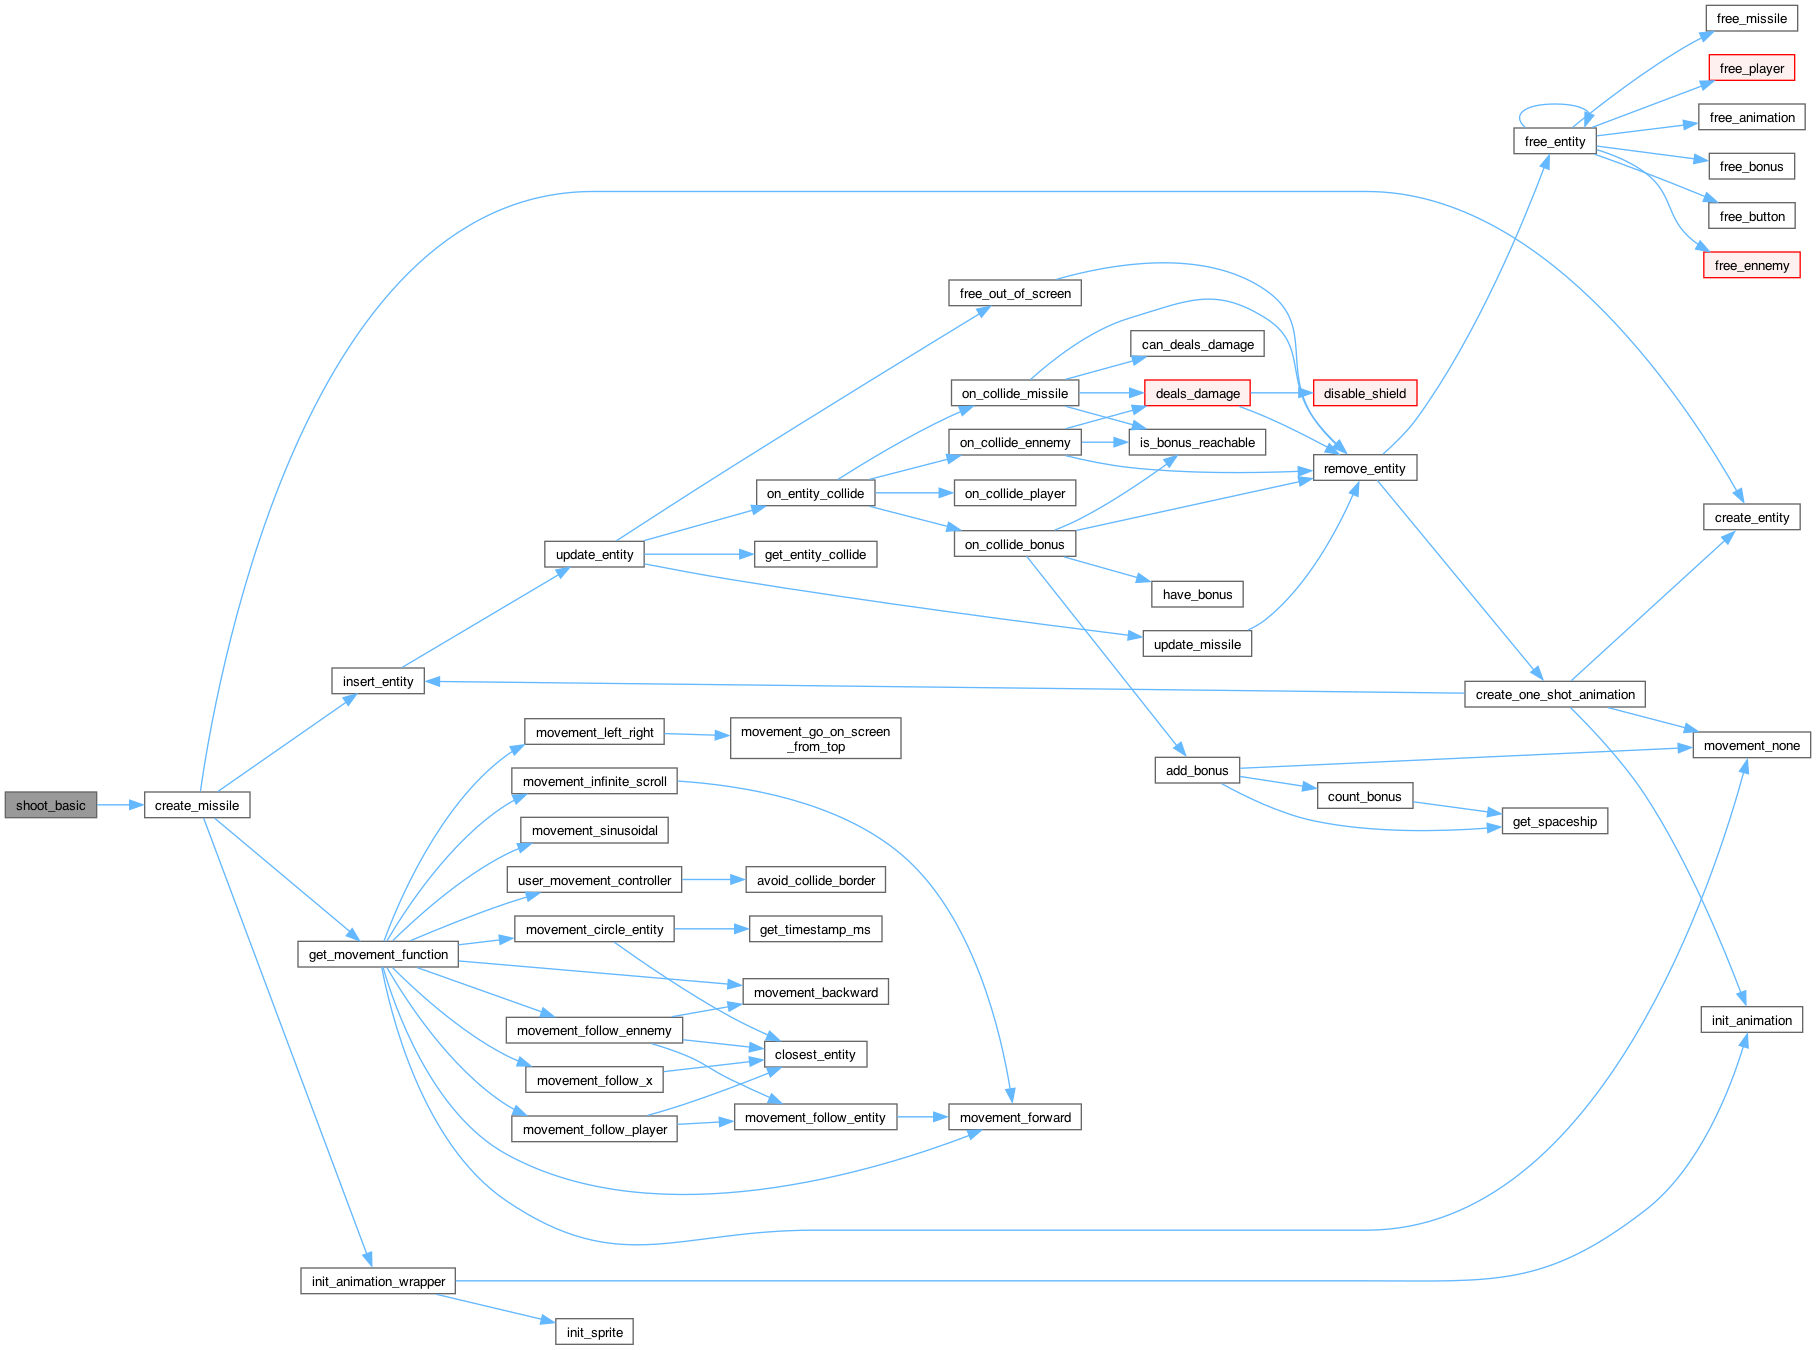 free_missile
free_player
free_animation
free_entity
free_bonus
free_button
free_ennemy
free_out_of_screen
can_deals_damage
on_collide_missile
deals_damage
disable_shield
on_collide_ennemy
is_bonus_reachable
remove_entity
on_entity_collide
on_collide_player
create_entity
on_collide_bonus
update_entity
get_entity_collide
have_bonus
update_missile
insert_entity
create_one_shot_animation
movement_left_right
movement_go_on_screen
_from_top
movement_none
add_bonus
movement_infinite_scroll
count_bonus
shoot_basic
create_missile
get_spaceship
movement_sinusoidal
user_movement_controller
avoid_collide_border
movement_circle_entity
get_timestamp_ms
get_movement_function
movement_backward
init_animation
movement_follow_ennemy
closest_entity
movement_follow_x
movement_follow_entity
movement_forward
movement_follow_player
init_animation_wrapper
init_sprite